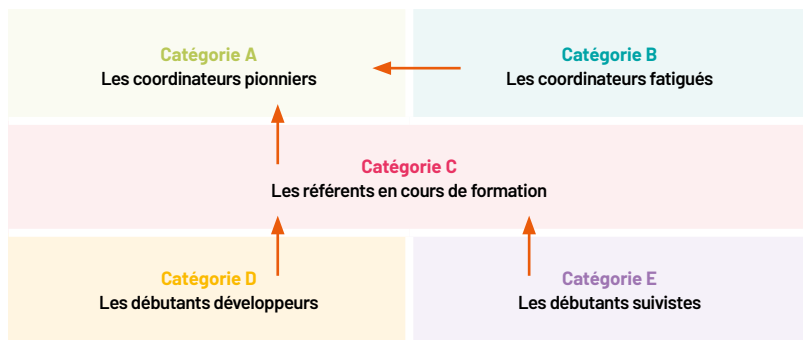 Catégorie A
Les coordinateurs pionniers
Catégorie B
Les coordinateurs fatigués
Catégorie C
Les référents en cours de formation
Catégorie D
Les débutants développeurs
Catégorie E
Les débutants suivistes